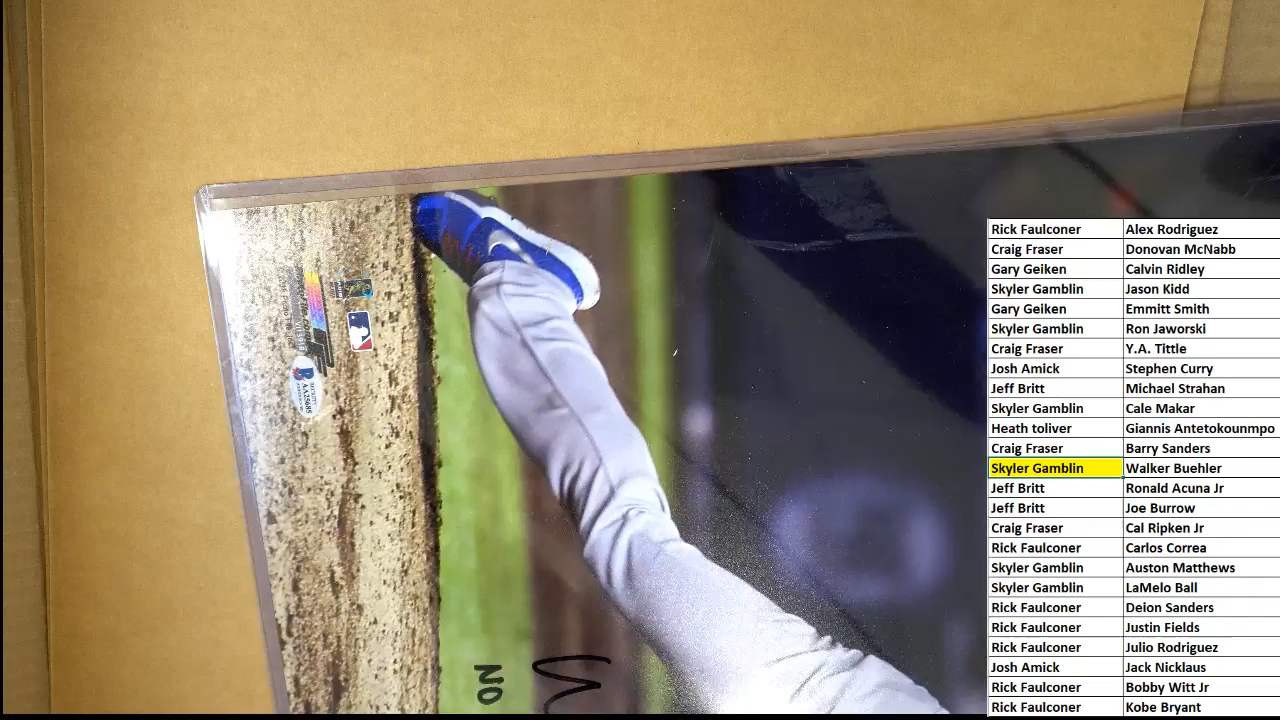 Rick Faulconer Alex Rodriguez
Craig Fraser Donovan McNabb
Gary Geiken Calvin Ridley
Skyler Gamblin Jason Kidd
Gary Geiken Emmitt Smith
Skyler Gamblin Ron Jaworski
Craig Fraser Y.A. Tittle
Josh Amick Stephen Curry
Jeff Britt Michael Strahan
Skyler Gamblin Cale Makar
Heath toliver Giannis Antetokounmpo
Craig Fraser Barry Sanders
Skyler Gamblin Walker Buehler
Jeff Britt Ronald Acuna Jr
Jeff Britt Joe Burrow
Craig Fraser Cal Ripken Jr
Rick Faulconer Carlos Correa
Skyler Gamblin Auston Matthews
Skyler Gamblin LaMelo Ball
Rick Faulconer Deion Sanders
Rick Faulconer Justin Fields
Rick Faulconer Julio Rodriguez
Josh Amick Jack Nicklaus
Rick Faulconer Bobby Witt Jr
Rick Faulconer Kobe Bryant
NO